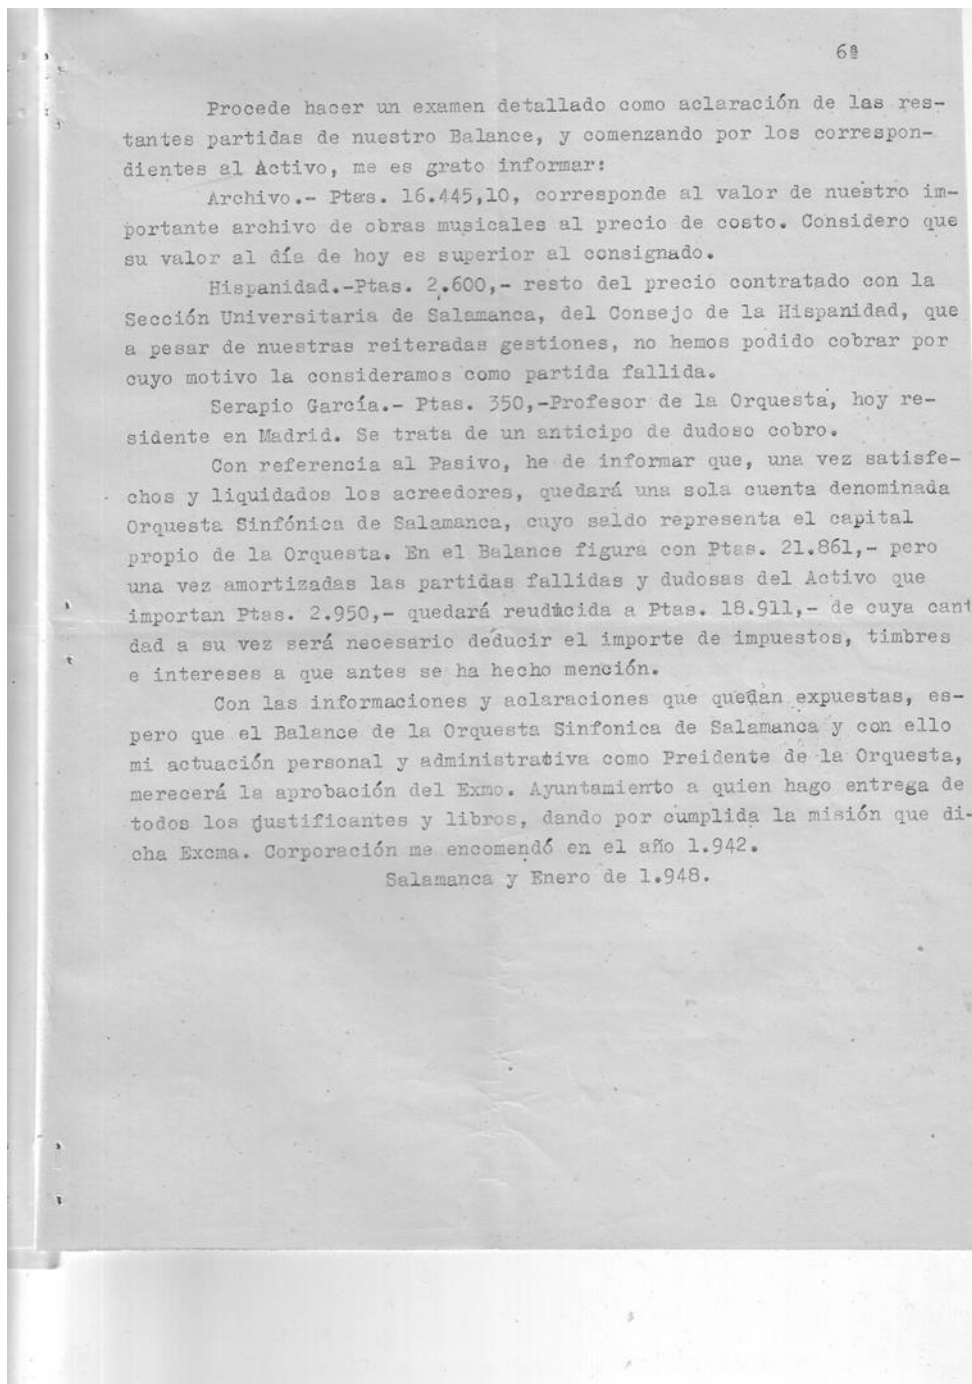 6ª
Procede hacer un examen detallado como aclaración de las res-
tantes partidas de nuestro Balance, y comenzando por los correspon-
dientes al Activo, me es grato informar:
Archivo.- Ptas. 16.445,10, corresponde al valor de nuestro im-
portante archivo de obras musicales al precio de costo. Considero que
su valor al día de hoy es superior al consignado.
Hispanidad.-Ptas. 2.600,- resto del precio contratado con la
Sección Universitaria de Salamanca, del Consejo de la Hispanidad, que
a pesar de nuestras reiteradas gestiones, no hemos podido cobrar por
cuyo motivo la consideramos como partida fallida.
Serapio García.- Ptas. 350,-Profesor de la Orquesta, hoy re-
sidente en Madrid. Se trata de un anticipo de dudoso cobro.
Con referencia al Pasivo, he de informar que, una vez satisfe-
chos y liquidados los acreedores, quedará una sola cuenta denominada
Orquesta Sinfónica de Salamanca, cuyo saldo representa el capital
propio de la Orquesta. En el Balance figura con Ptas. 21.861,- pero
una vez amortizadas las partidas fallidas y dudosas del Activo que
importan Ptas. 2.950,- quedará reudücida a Ptas. 18.911,- de cuya canti
dad a su vez será necesario deducir el importe de impuestos, timbres
e intereses a que antes se ha hecho mención.
Con las informaciones y aclaraciones que quedan expuestas, es-
pero que el Balance de la Orquesta Sinfonica de Salamanca y con ello
mi actuación personal y administrativa como Preidente de la Orquesta,
merecerá la aprobación del Exmo. Ayuntamiento a quien hago entrega de
todos los justificantes y libros, dando por cumplida la misión que di-
cha Excma. Corporación me encomendó en el año 1.942.
Salamanca y Enero de 1.948.